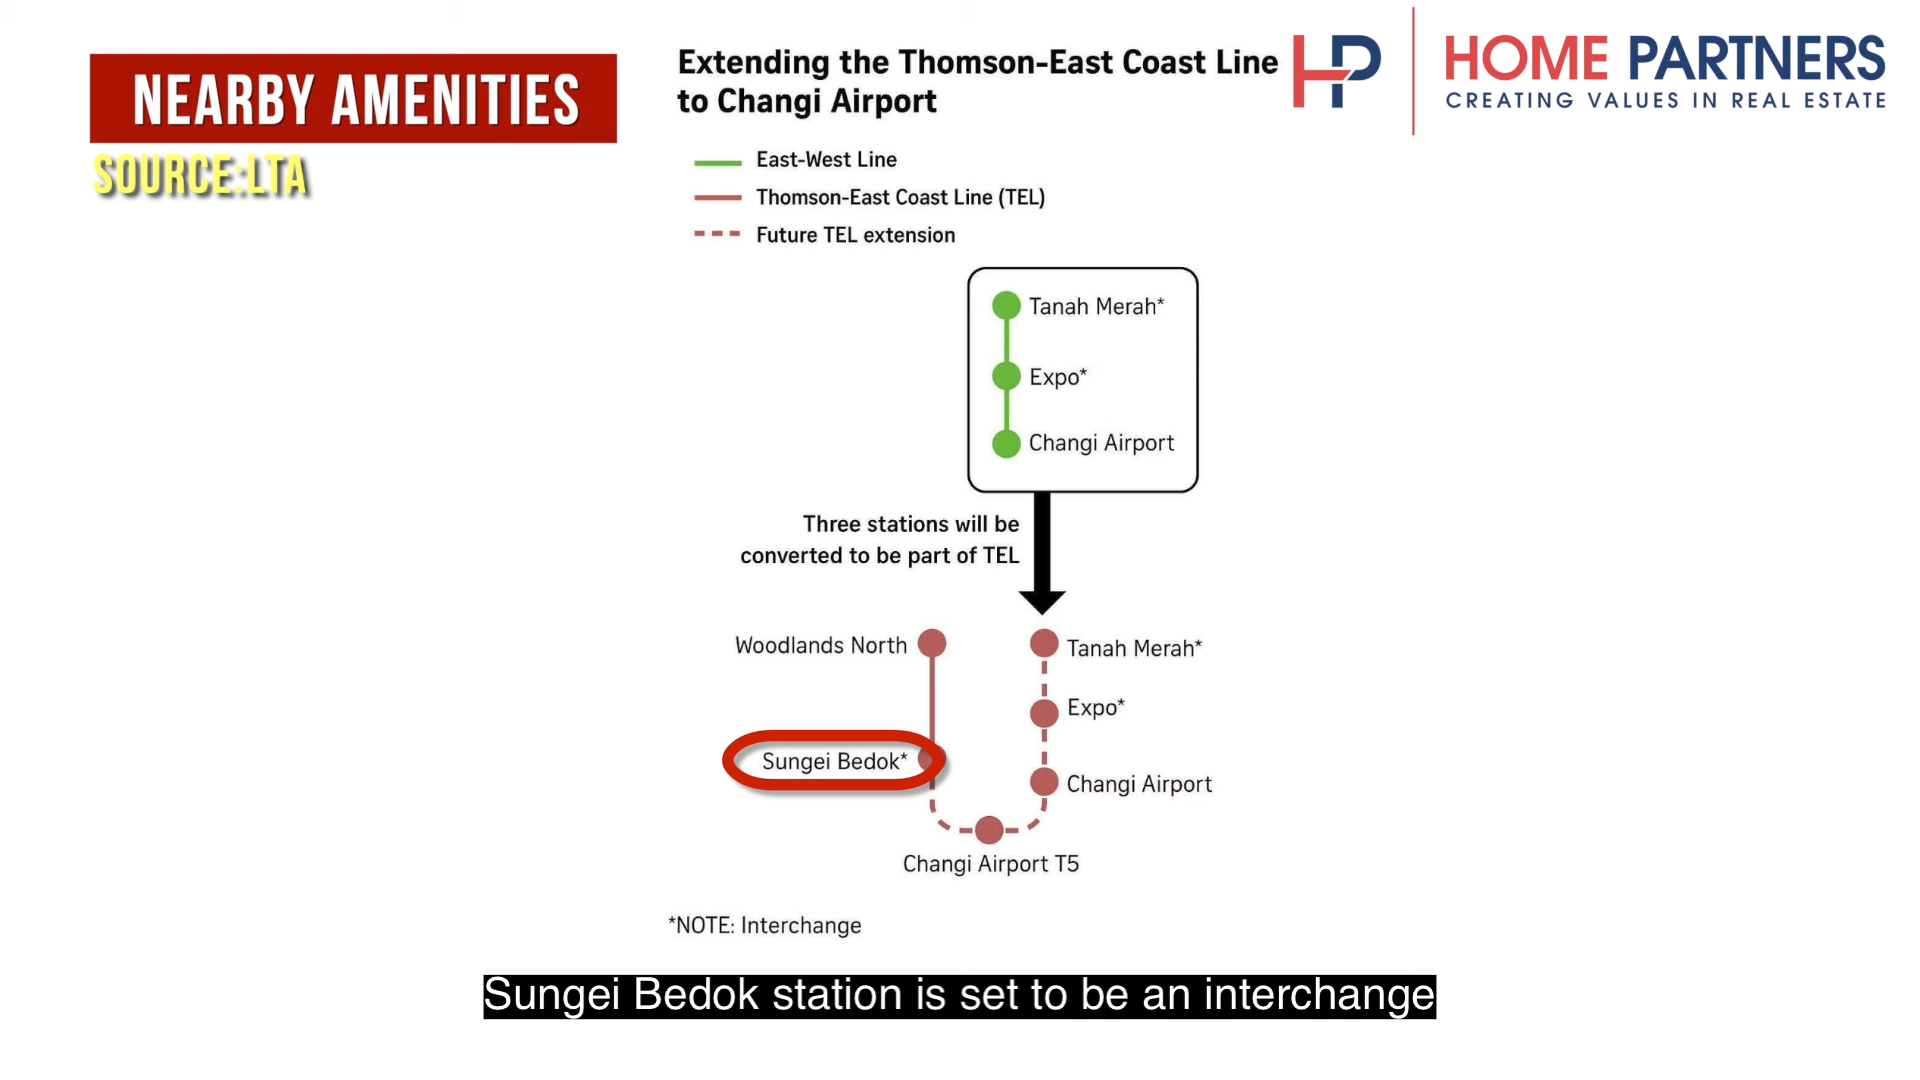 NEARBY AMENITIES
SOURCE:LTA
Extending the Thomson-East Coast Line
to Changi Airport
HP
HOME PARTNERS
CREATING VALUES IN REAL ESTATE
East-West Line
Thomson-East Coast Line (TEL)
Future TEL extension
Tanah Merah*
Expo*
Changi Airport
Three stations will be
converted to be part of TEL
Woodlands North
Tanah Merah*
Expo*
Sungei Bedok*
Changi Airport
Changi Airport T5
*NOTE: Interchange
Sungei Bedok station is set to be an interchange